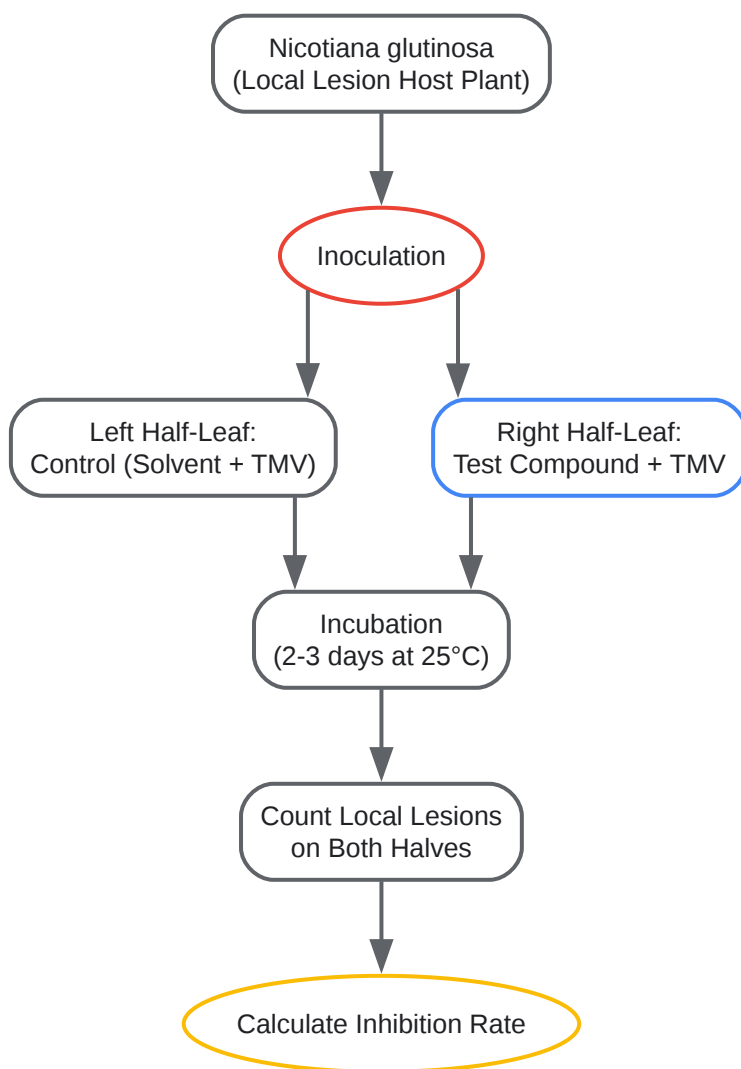 Nicotiana glutinosa
(Local Lesion Host Plant)
Inoculation
Left Half-Leaf:
Control (Solvent + TMV)
Right Half-Leaf:
Test Compound + TMV
Incubation
(2-3 days at 25°C)
Count Local Lesions
on Both Halves
Calculate Inhibition Rate